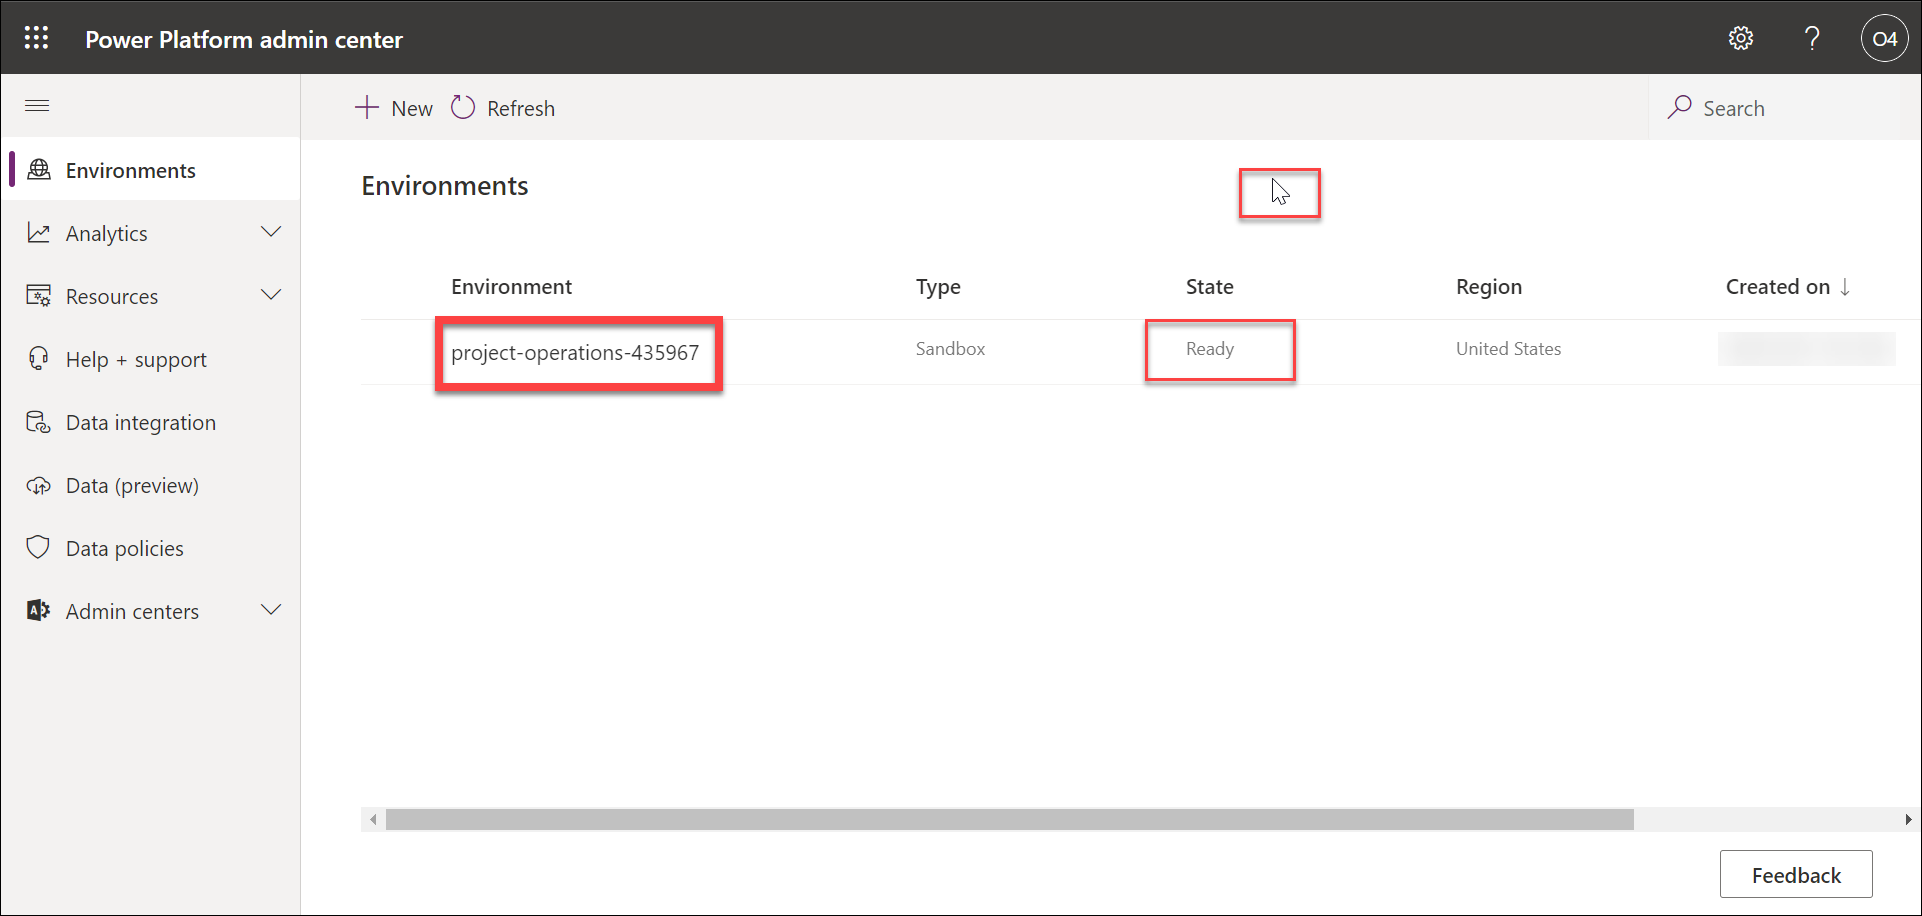 Power Platform admin center
?
O4
New
Refresh
Search
Environments
Analytics
Resources
Help + support
Data integration
Data (preview)
Data policies
Admin centers
Environments
Environment Type State Region Created on ↓
project-operations-435967 Sandbox Ready United States
Feedback